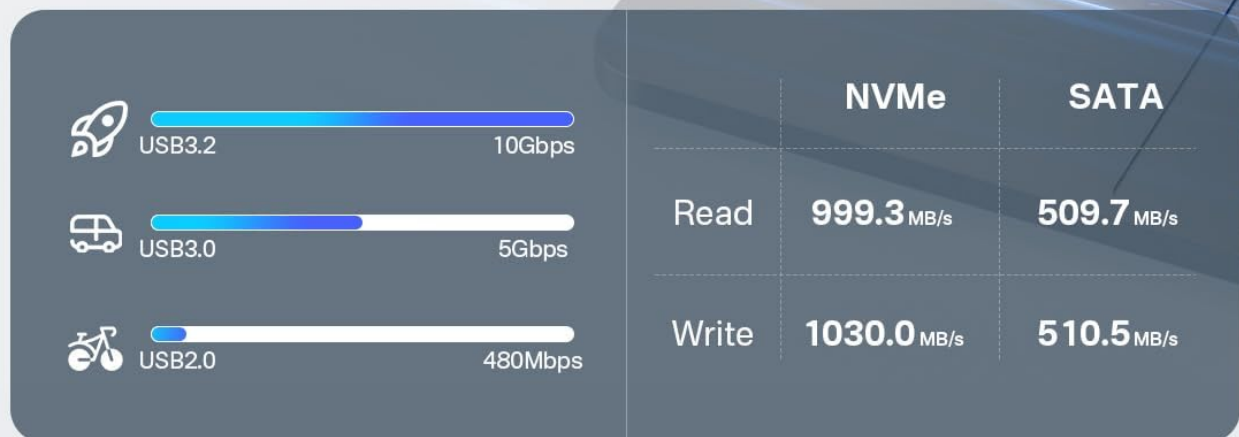 USB3.2 10Gbps
USB3.0 5Gbps
USB2.0 480Mbps
NVMe SATA
Read 999.3 MB/s 509.7 MB/s
Write 1030.0 MB/s 510.5 MB/s